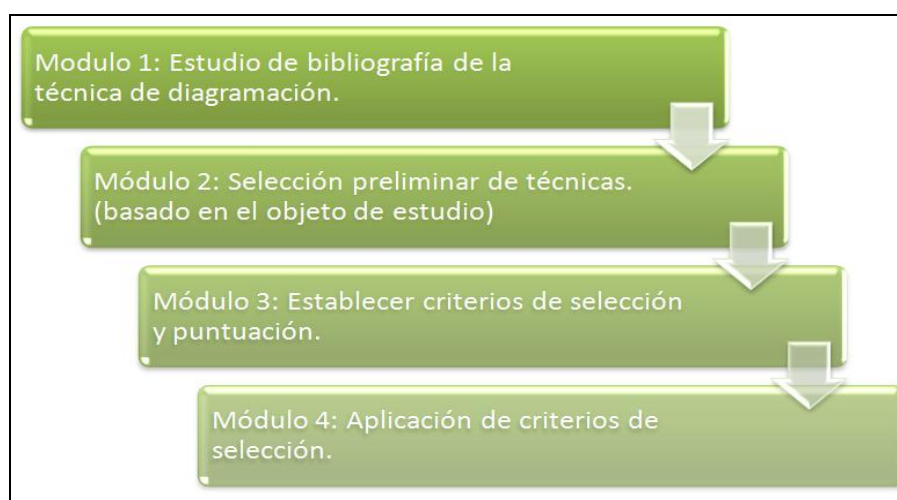 Modulo 1: Estudio de bibliografía de la
técnica de diagramación.
Módulo 2: Selección preliminar de técnicas.
(basado en el objeto de estudio)
Módulo 3: Establecer criterios de selección
y puntuación.
Módulo 4: Aplicación de criterios de
selección.